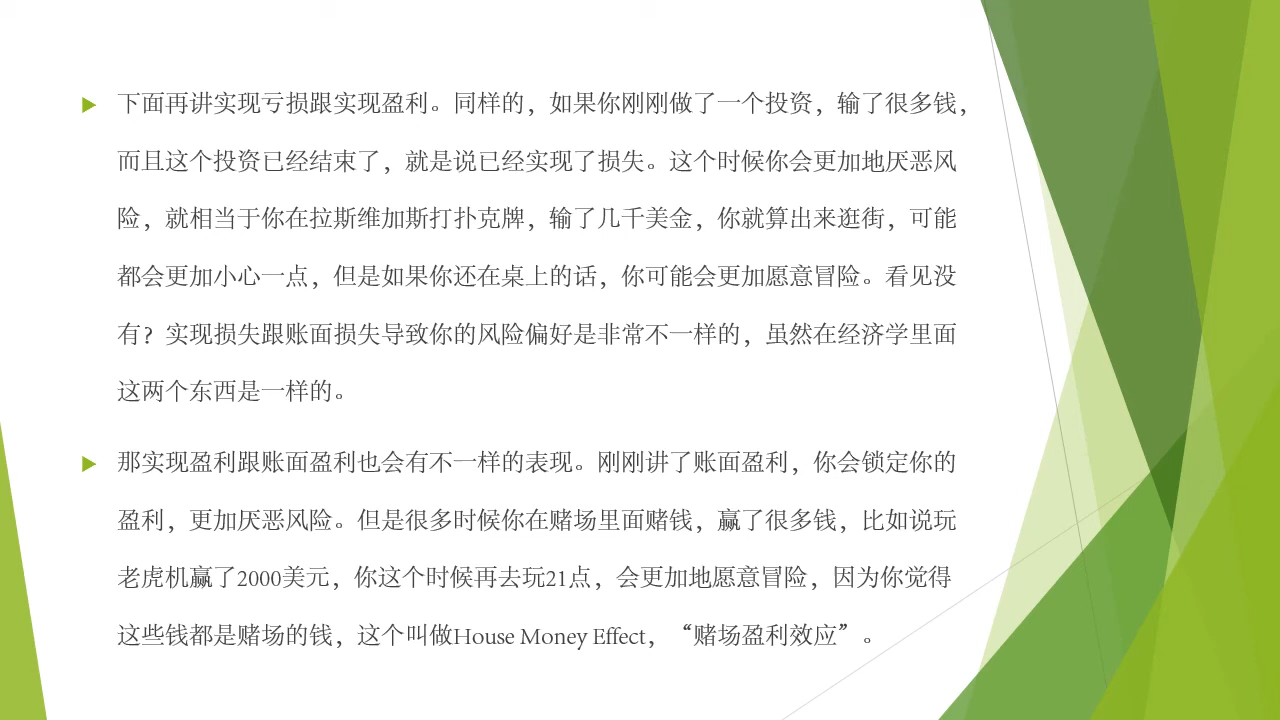 下面再讲实现亏损跟实现盈利。同样的，如果你刚刚做了一个投资，输了很多钱，
而且这个投资已经结束了，就是说已经实现了损失。这个时候你会更加地厌恶风
险，就相当于你在拉斯维加斯打扑克牌，输了几千美金，你就算出来逛街，可能
都会更加小心一点，但是如果你还在桌上的话，你可能会更加愿意冒险。看见没
有？实现损失跟账面损失导致你的风险偏好是非常不一样的，虽然在经济学里面
这两个东西是一样的。
那实现盈利跟账面盈利也会有不一样的表现。刚刚讲了账面盈利，你会锁定你的
盈利，更加厌恶风险。但是很多时候你在赌场里面赌钱，赢了很多钱，比如说玩
老虎机赢了2000美元，你这个时候再去玩21点，会更加地愿意冒险，因为你觉得
这些钱都是赌场的钱，这个叫做House Money Effect，“赌场盈利效应”。